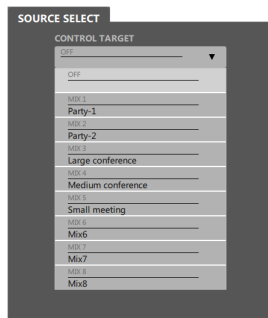 SOURCE SELECT
CONTROL TARGET
OFF
OFF
MIX 1
Party-1
MIX 2
Party-2
MIX 3
Large conference
MIX 4
Medium conference
MIX 5
Small meeting
MIX 6
Mix6
MIX 7
Mix7
MIX 8
Mix8